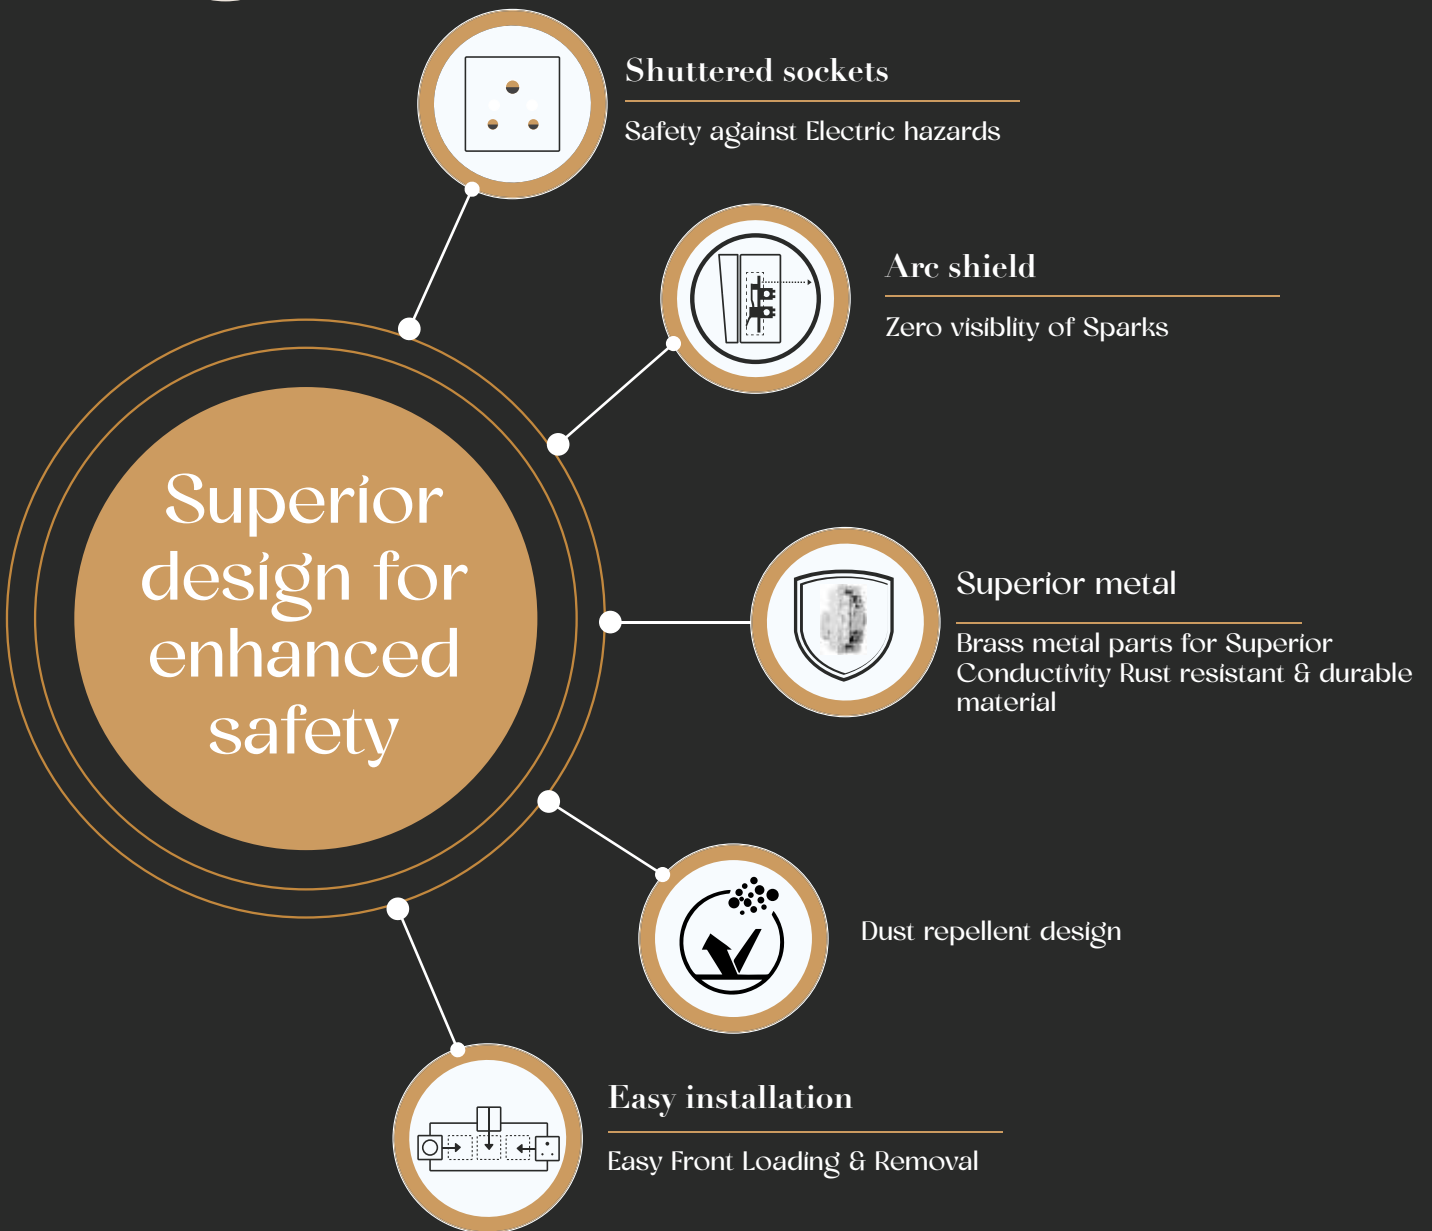 Shuttered sockets
Safety against Electric hazards
Arc shield
Zero visiblity of Sparks
Superior
design for
enhanced
safety
Superior metal
Brass metal parts for Superior
Conductivity Rust resistant & durable
material
Dust repellent design
Easy installation
Easy Front Loading & Removal